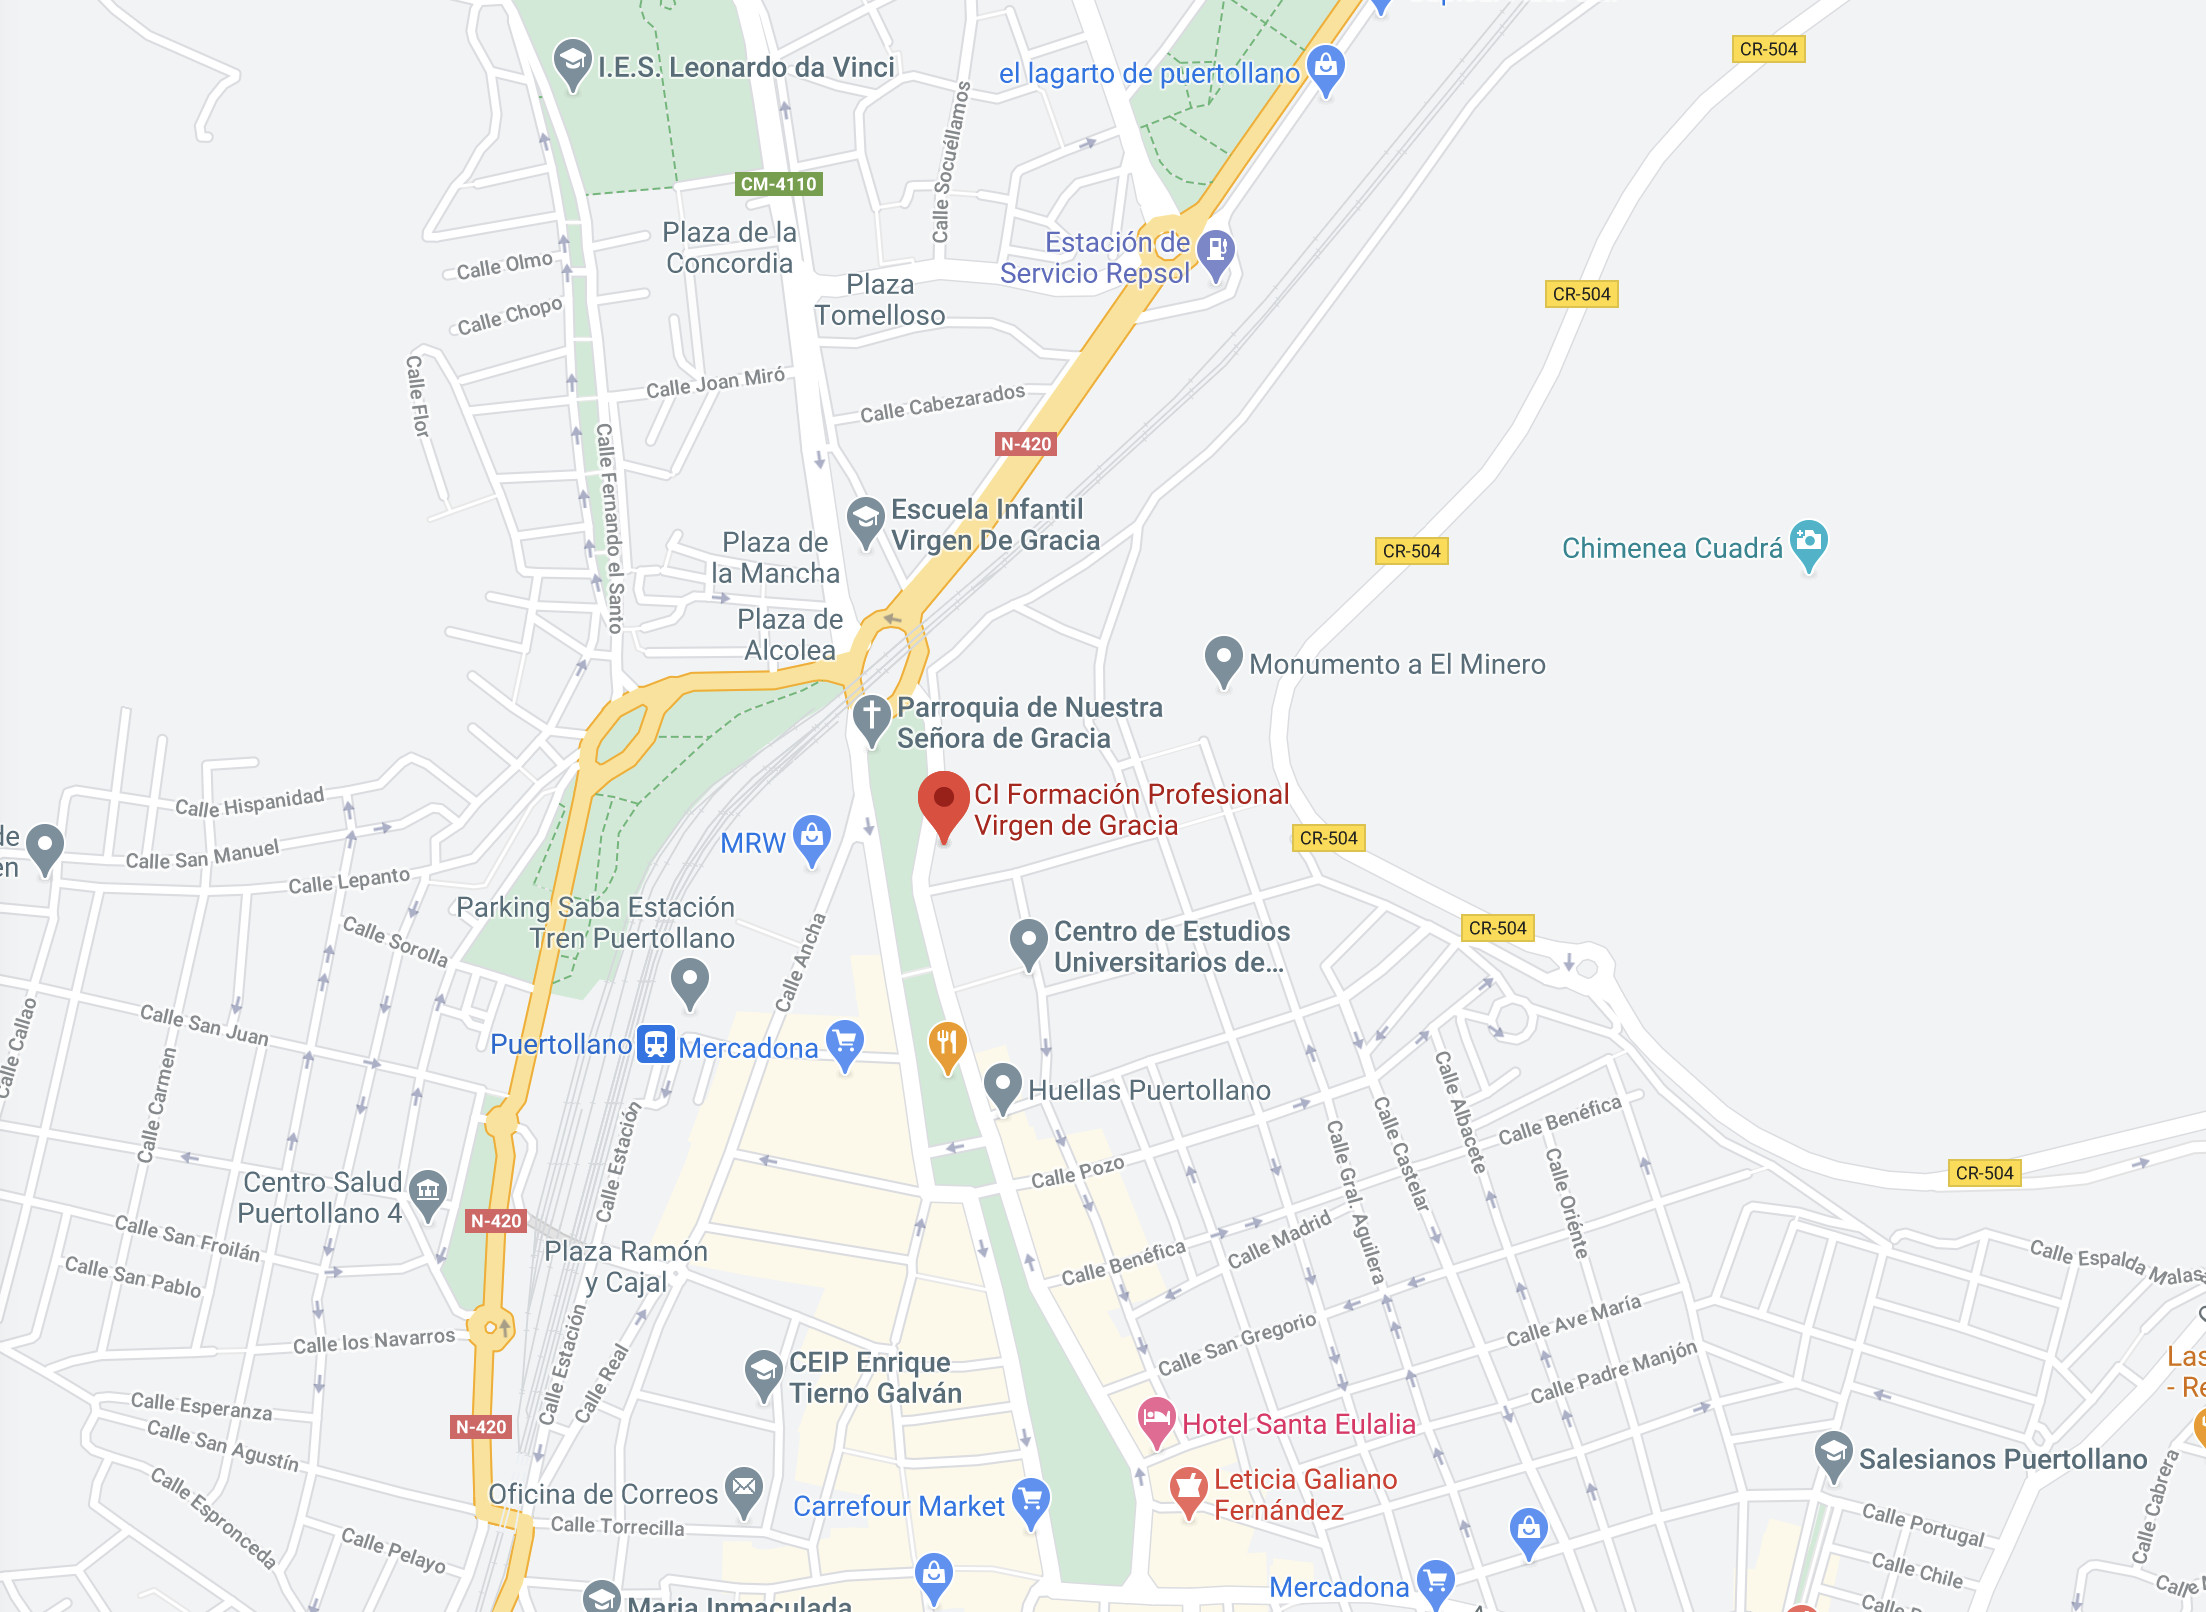 I.E.S. Leonardo da Vinci
el lagarto de puertollano
CR-504
Calle Socuéllamos
CM-4110
Plaza de la
Concordia
Estación de
Servicio Repsol
Calle Olmo
Calle Chopo
Plaza
Tomelloso
CR-504
Calle Flor
Calle Joan Miró
Calle Cabezarados
N-420
Calle Fernando el Santo
Escuela Infantil
Virgen De Gracia
Plaza de
la Mancha
CR-504
Chimenea Cuadrá
Plaza de
Alcolea
Monumento a El Minero
Parroquia de Nuestra
Señora de Gracia
CI Formación Profesional
Virgen de Gracia
Calle Hispanidad
MRW
CR-504
de
en
Calle San Manuel
Calle Lepanto
Parking Saba Estación
Tren Puertollano
Calle Sorolla
Calle Ancha
Centro de Estudios
Universitarios de...
CR-504
Calle Callao
Calle San Juan
Calle Carmen
Puertollano
Mercadona
Huellas Puertollano
Calle Estación
Calle Pozo
Calle Gral. Aguilera
Calle Castelar
Calle Albacete
Calle Benéfica
Calle Oriénte
CR-504
Centro Salud
Puertollano 4
N-420
Calle San Froilán
Calle San Pablo
Plaza Ramón
y Cajal
Calle Benéfica
Calle Madrid
Calle Espalda Malas
Calle los Navarros
Calle Estación
Calle Real
Calle San Gregorio
Calle Ave María
Calle Padre Manjón
CEIP Enrique
Tierno Galván
Las
- Re
Calle Esperanza
Calle San Agustín
N-420
Hotel Santa Eulalia
Salesianos Puertollano
Calle Espronceda
Oficina de Correos
Carrefour Market
Leticia Galiano
Fernández
Calle Cabrera
Calle Torrecilla
Calle Pelayo
Calle Portugal
Calle Chile
Mercadona
Calle
Maria Inmaculada